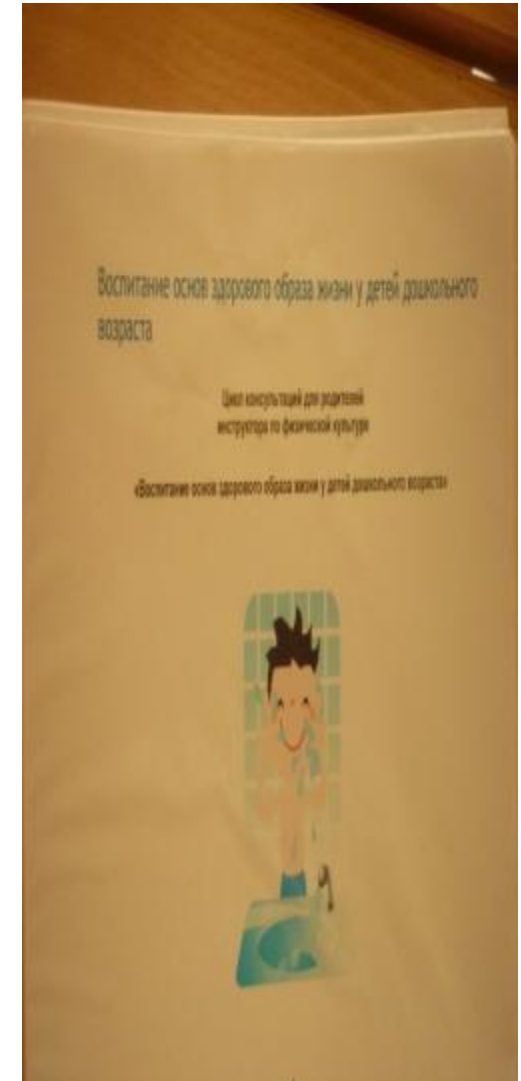 Воспитание основ здорового образа жизни у детей дошкольного
возраста
Цикл консультаций для родителей
инструктора по физической культуре
«Воспитание основ здорового образа жизни у детей дошкольного возраста»